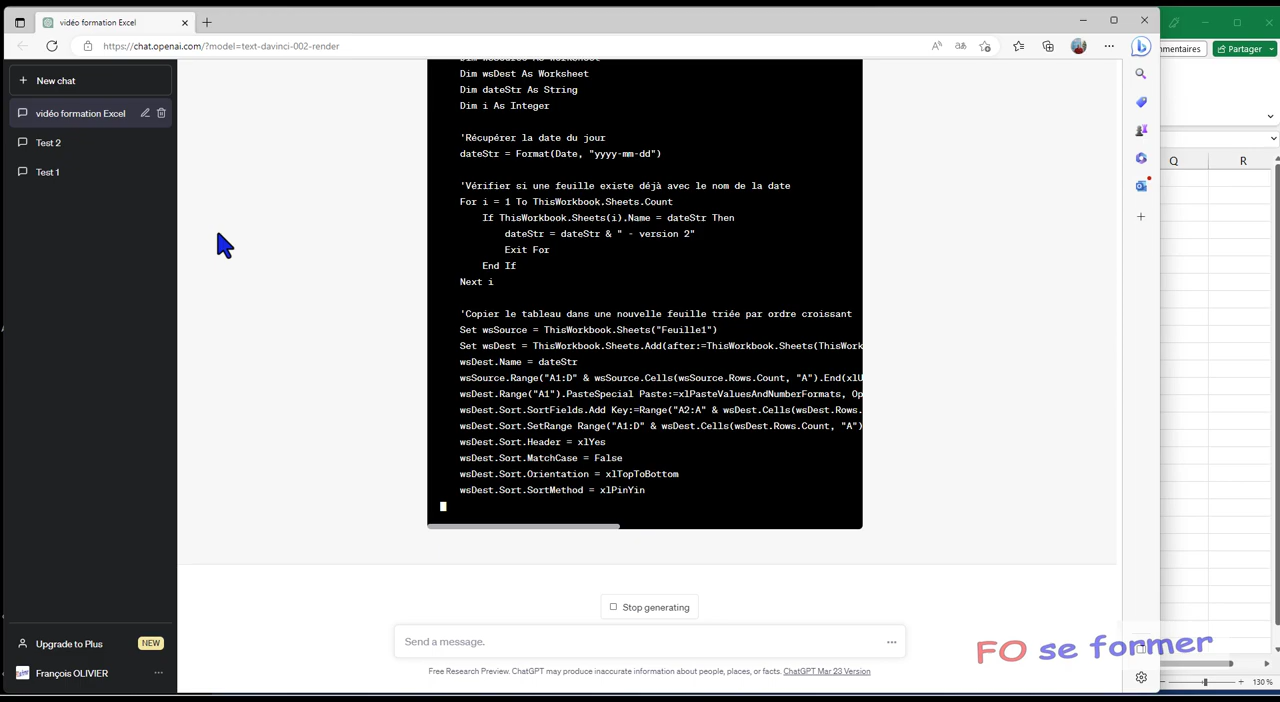 vidéo formation Excel
https://chat.openai.com/?model=text-davinci-002-render
mmentaires
Partager
New chat
vidéo formation Excel
Test 2
Test 1
Dim wsDest As Worksheet
Dim dateStr As String
Dim i As Integer
'Récupérer la date du jour
dateStr = Format(Date, "yyyy-mm-dd")
'Vérifier si une feuille existe déjà avec le nom de la date
For i = 1 To ThisWorkbook.Sheets.Count
If ThisWorkbook.Sheets(i).Name = dateStr Then
dateStr = dateStr & " - version 2"
Exit For
End If
Next i
'Copier le tableau dans une nouvelle feuille triée par ordre croissant
Set wsSource = ThisWorkbook.Sheets("Feuille1")
Set wsDest = ThisWorkbook.Sheets.Add(after:=ThisWorkbook.Sheets(ThisWork
wsDest.Name = dateStr
wsSource.Range("A1:D" & wsSource.Cells(wsSource.Rows.Count, "A").End(xlU
wsDest.Range("A1").PasteSpecial Paste:=xlPasteValuesAndNumberFormats, Op
wsDest.Sort.SortFields.Add Key:=Range("A2:A" & wsDest.Cells(wsDest.Rows.
wsDest.Sort.SetRange Range("A1:D" & wsDest.Cells(wsDest.Rows.Count, "A")
wsDest.Sort.Header = xlYes
wsDest.Sort.MatchCase = False
wsDest.Sort.Orientation = xlTopToBottom
wsDest.Sort.SortMethod = xlPinYin
Q R
Stop generating
Send a message.
Free Research Preview. ChatGPT may produce inaccurate information about people, places, or facts. ChatGPT Mar 23 Version
Upgrade to Plus NEW
François OLIVIER
FO se former
130 %